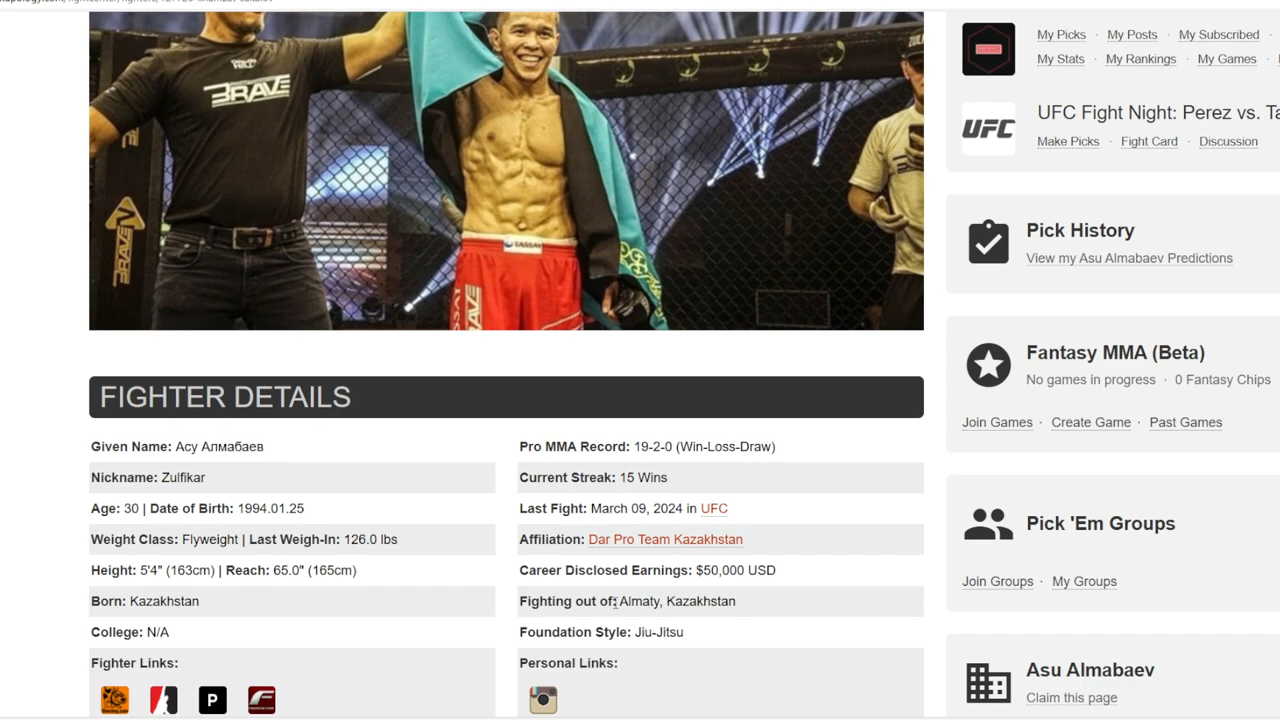 BRAVE
BRAVE
TASSAY
BRAVE
My Picks · My Posts · My Subscribed ·
My Stats · My Rankings · My Games ·
UFC
UFC Fight Night: Perez vs. Ta
Make Picks · Fight Card · Discussion
Pick History
View my Asu Almabaev Predictions
Fantasy MMA (Beta)
No games in progress · 0 Fantasy Chips
Join Games · Create Game · Past Games
Pick 'Em Groups
Join Groups · My Groups
Asu Almabaev
Claim this page
FIGHTER DETAILS
Given Name: Асу Алмабаев
Pro MMA Record: 19-2-0 (Win-Loss-Draw)
Nickname: Zulfikar
Current Streak: 15 Wins
Age: 30 | Date of Birth: 1994.01.25
Last Fight: March 09, 2024 in UFC
Weight Class: Flyweight | Last Weigh-In: 126.0 lbs
Affiliation: Dar Pro Team Kazakhstan
Height: 5'4" (163cm) | Reach: 65.0" (165cm)
Career Disclosed Earnings: $50,000 USD
Born: Kazakhstan
Fighting out of: Almaty, Kazakhstan
College: N/A
Foundation Style: Jiu-Jitsu
Fighter Links:
Personal Links:
P